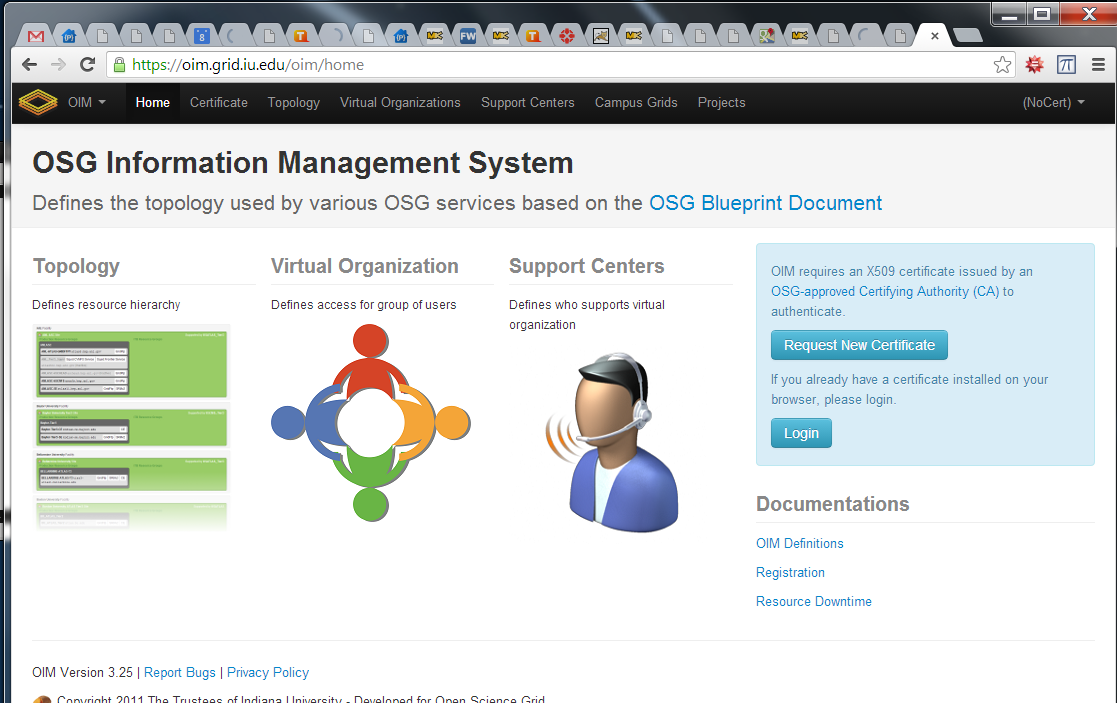 https://oim.grid.iu.edu/oim/home
OIM Home Certificate Topology Virtual Organizations Support Centers Campus Grids Projects (NoCert)
OSG Information Management System
Defines the topology used by various OSG services based on the OSG Blueprint Document
Topology
Defines resource hierarchy
Virtual Organization
Defines access for group of users
Support Centers
Defines who supports virtual
organization
OIM requires an X509 certificate issued by an
OSG-approved Certifying Authority (CA) to
authenticate.
Request New Certificate
If you already have a certificate installed on your
browser, please login.
Login
Documentations
OIM Definitions
Registration
Resource Downtime
OIM Version 3.25 | Report Bugs | Privacy Policy
Copyright 2011 The Trustees of Indiana University - Developed for Open Science Grid